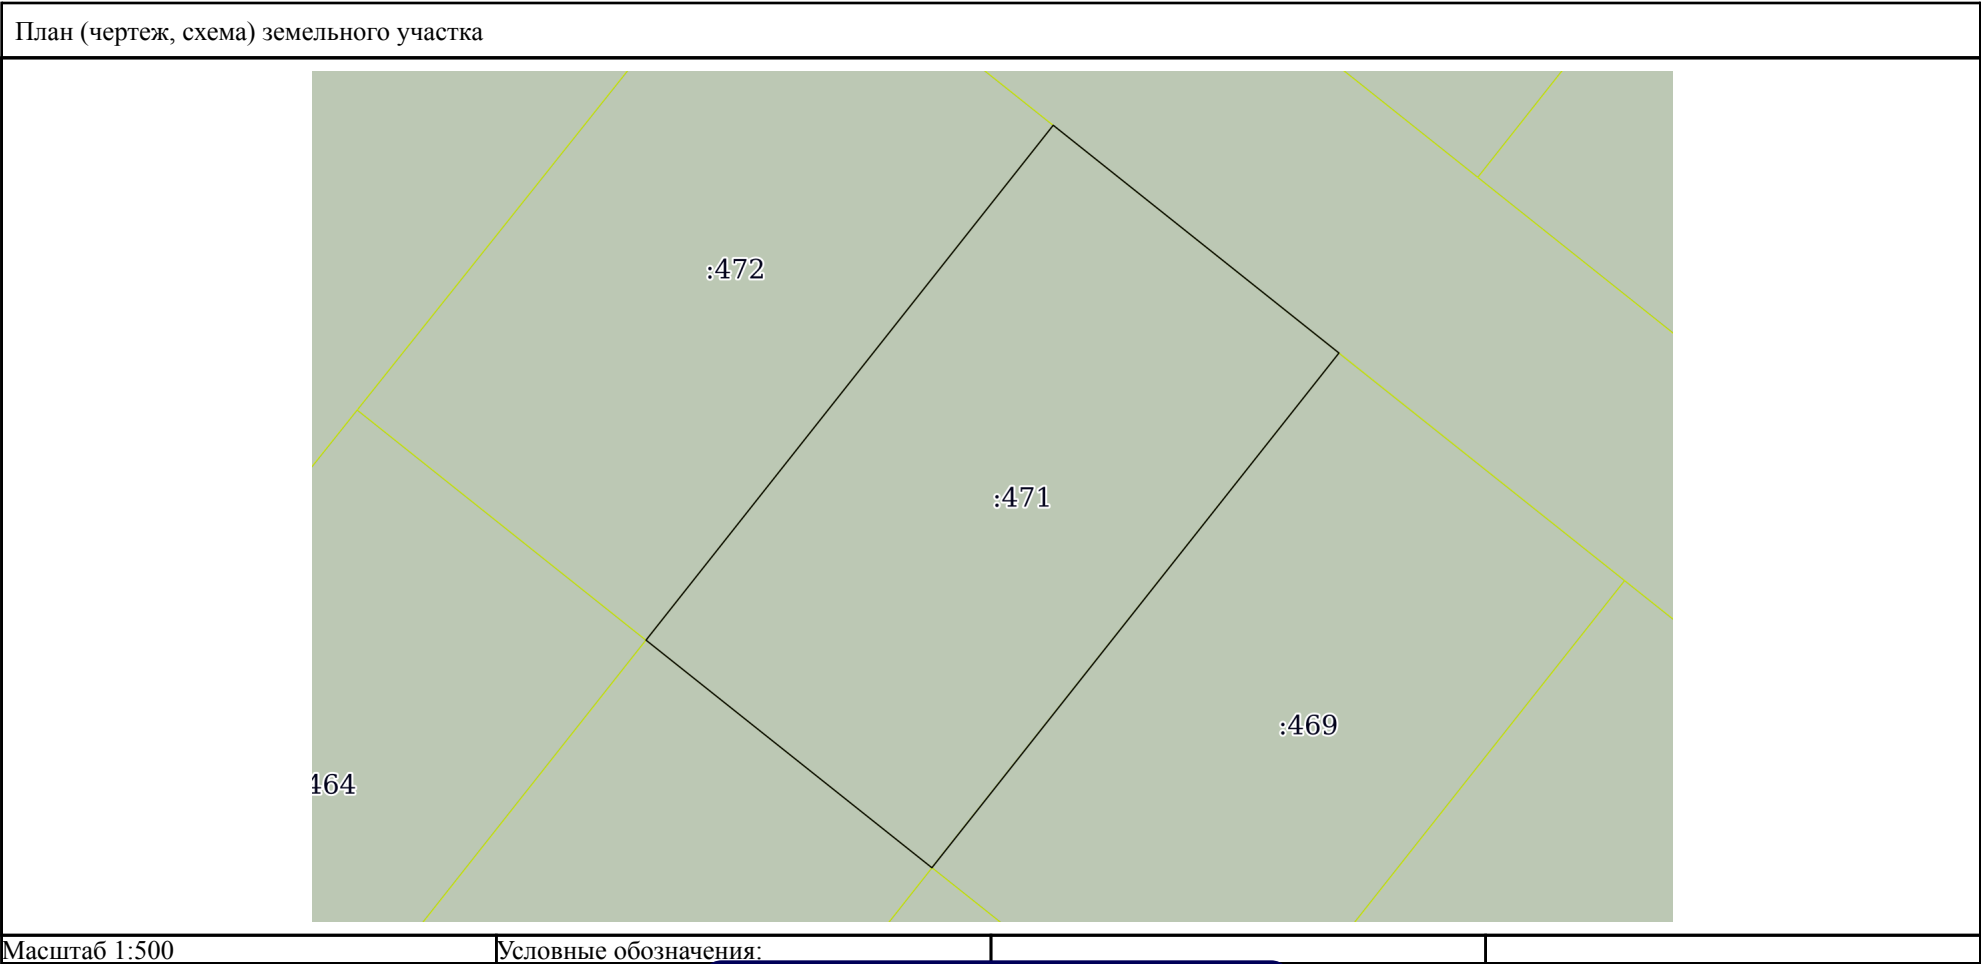 План (чертеж, схема) земельного участка
:472
:471
:469
464
Масштаб 1:500
Условные обозначения: